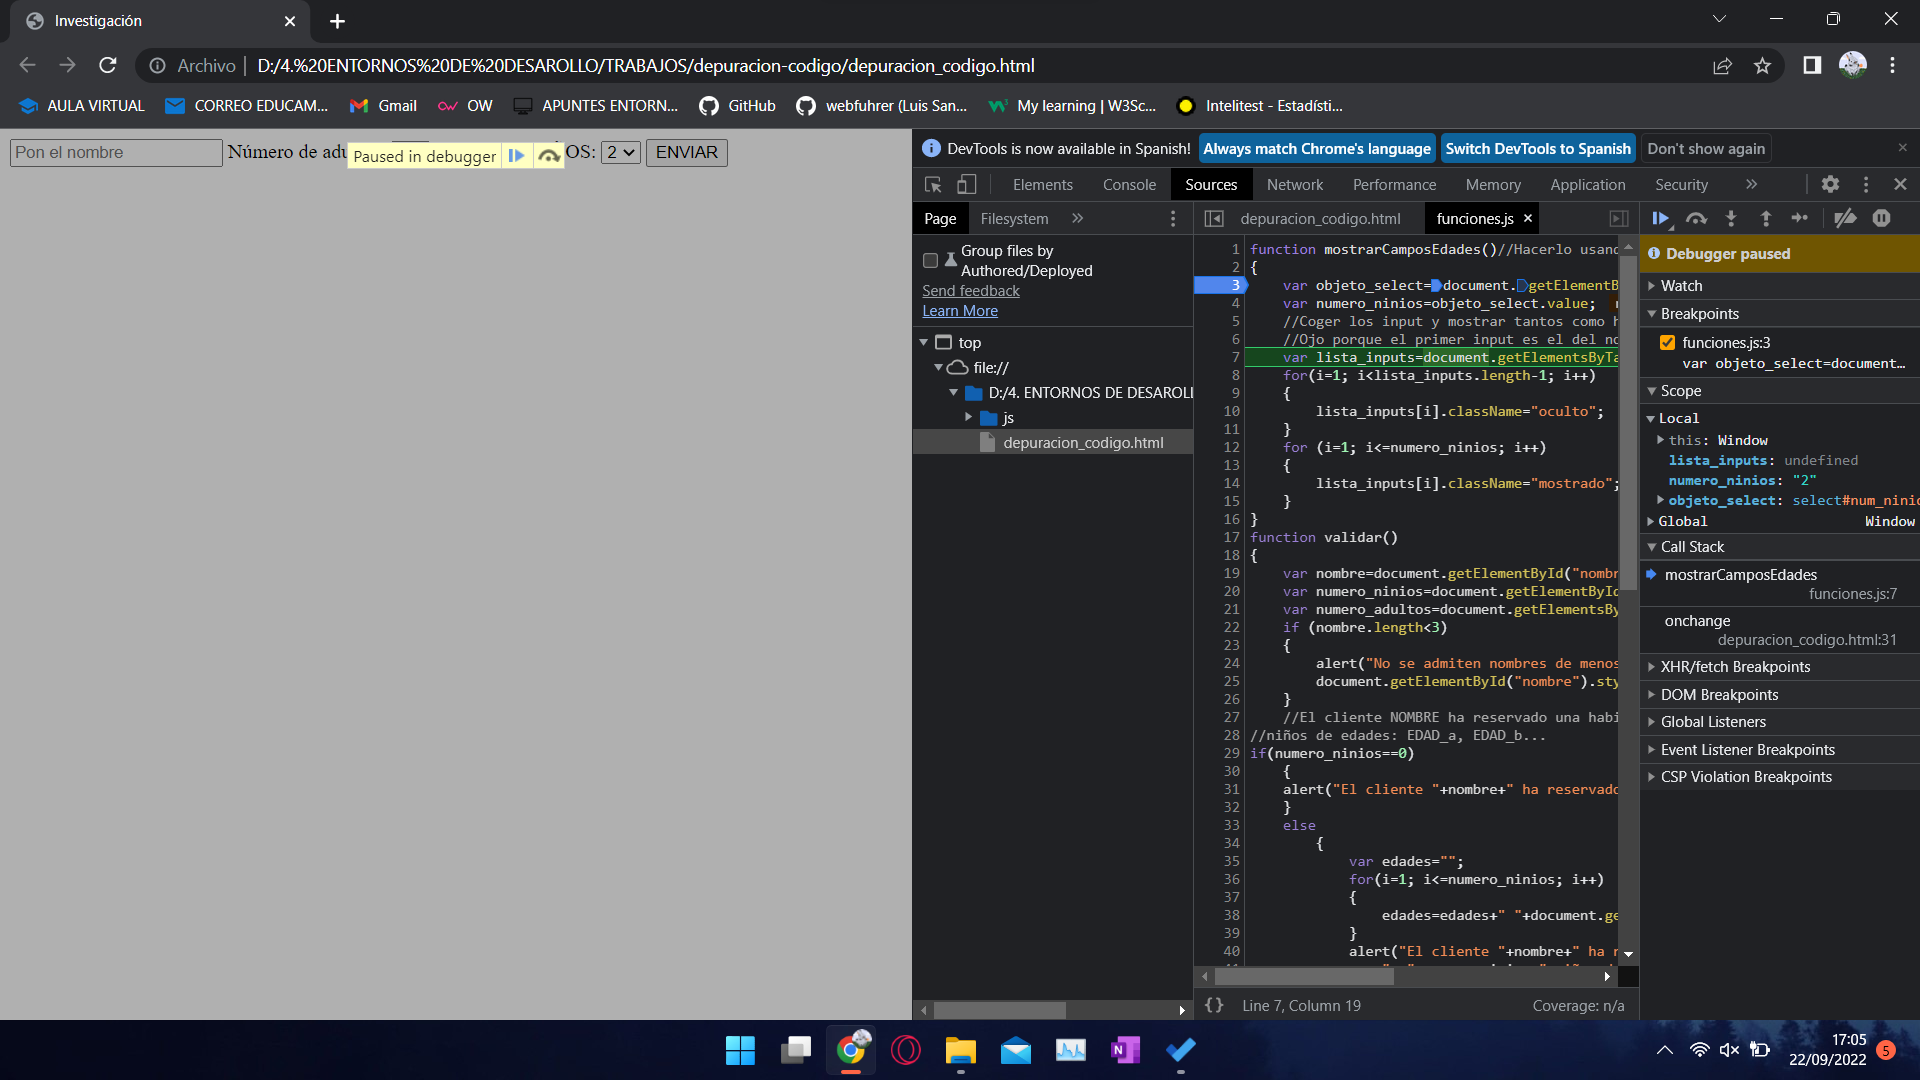 Investigación
Archivo | D:/4.%20ENTORNOS%20DE%20DESAROLLO/TRABAJOS/depuracion-codigo/depuracion_codigo.html
AULA VIRTUAL CORREO EDUCAM... Gmail OW APUNTES ENTORN... GitHub webfuhrer (Luis San... My learning | W3Sc... Intelitest - Estadísti...
Pon el nombre Número de adu Paused in debugger OS: 2 ENVIAR
DevTools is now available in Spanish! Always match Chrome's language Switch DevTools to Spanish Don't show again
Elements Console Sources Network Performance Memory Application Security »
Page Filesystem »
Group files by
Authored/Deployed
Send feedback
Learn More
top
file://
D:/4. ENTORNOS DE DESAROLL
js
depuracion_codigo.html
depuracion_codigo.html funciones.js
1 function mostrarCamposEdades()//Hacerlo usand
2 {
3 var objeto_select=document.getElementB
4 var numero_ninios=objeto_select.value;
5 //Coger los input y mostrar tantos como h
6 //Ojo porque el primer input es el del no
7 var lista_inputs=document.getElementsByTa
8 for(i=1; i<lista_inputs.length-1; i++)
9 {
10 lista_inputs[i].className="oculto";
11 }
12 for (i=1; i<=numero_ninios; i++)
13 {
14 lista_inputs[i].className="mostrado";
15 }
16 }
17 function validar()
18 {
19 var nombre=document.getElementById("nombr
20 var numero_ninios=document.getElementById
21 var numero_adultos=document.getElementsBy
22 if (nombre.length<3)
23 {
24 alert("No se admiten nombres de menos
25 document.getElementById("nombre").sty
26 }
27 //El cliente NOMBRE ha reservado una habi
28 //niños de edades: EDAD_a, EDAD_b...
29 if(numero_ninios==0)
30 {
31 alert("El cliente "+nombre+" ha reservado
32 }
33 else
34 {
35 var edades="";
36 for(i=1; i<=numero_ninios; i++)
37 {
38 edades=edades+" "+document.ge
39 }
40 alert("El cliente "+nombre+" ha r
{} Line 7, Column 19 Coverage: n/a
Debugger paused
Watch
Breakpoints
funciones.js:3
var objeto_select=document...
Scope
Local
this: Window
lista_inputs: undefined
numero_ninios: "2"
objeto_select: select#num_ninio
Global Window
Call Stack
mostrarCamposEdades
funciones.js:7
onchange
depuracion_codigo.html:31
XHR/fetch Breakpoints
DOM Breakpoints
Global Listeners
Event Listener Breakpoints
CSP Violation Breakpoints
17:05
22/09/2022
5